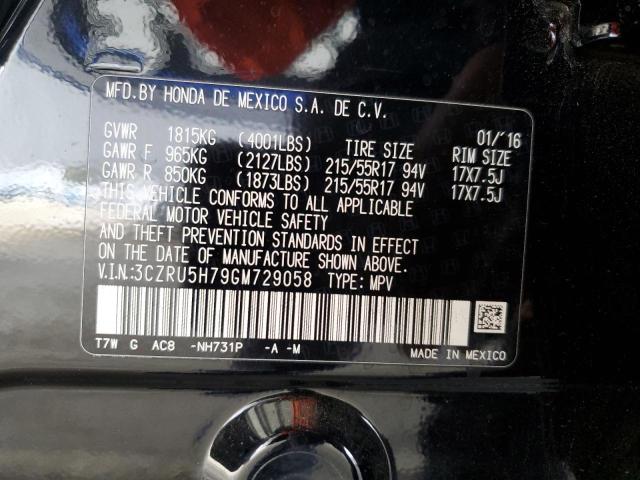 MFD.BY HONDA DE MEXICO S.A. DE C.V.
01/'16
GVWR 1815KG (4001LBS) TIRE SIZE RIM SIZE
GAWR F 965KG (2127LBS) 215/55R17 94V 17X7.5J
GAWR R 850KG (1873LBS) 215/55R17 94V 17X7.5J
THIS VEHICLE CONFORMS TO ALL APPLICABLE
FEDERAL MOTOR VEHICLE SAFETY
AND THEFT PREVENTION STANDARDS IN EFFECT
ON THE DATE OF MANUFACTURE SHOWN ABOVE.
V.I.N.:3CZRU5H79GM729058 TYPE: MPV
T7W G AC8 -NH731P -A -M
MADE IN MEXICO